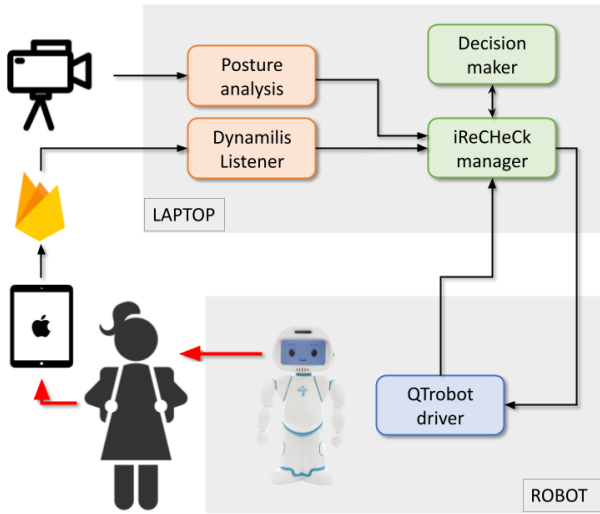 Posture
analysis
Decision
maker
Dynamilis
Listener
iReCHeCk
manager
LAPTOP
QTrobot
driver
ROBOT